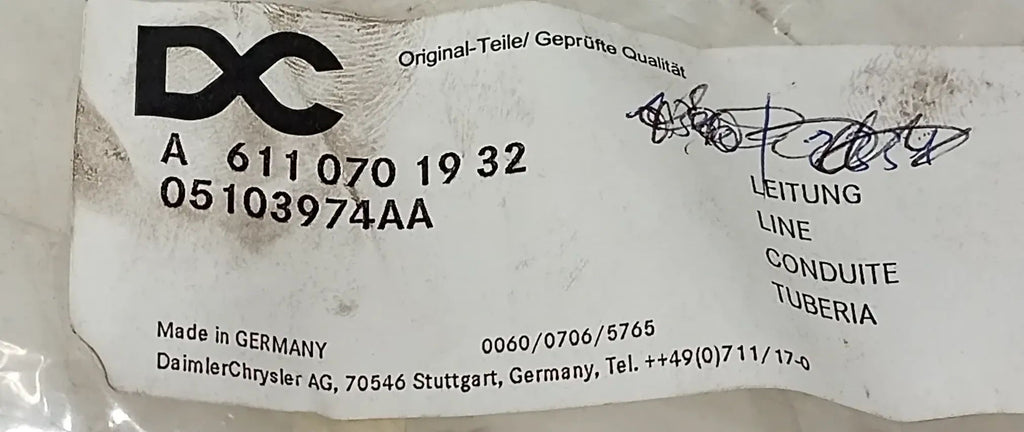 DC
Original-Teile/ Geprüfte Qualität
A 611 070 19 32
05103974AA
LEITUNG
LINE
CONDUITE
TUBERIA
Made in GERMANY
0060/0706/5765
DaimlerChrysler AG, 70546 Stuttgart, Germany, Tel. ++49(0)711/17-0